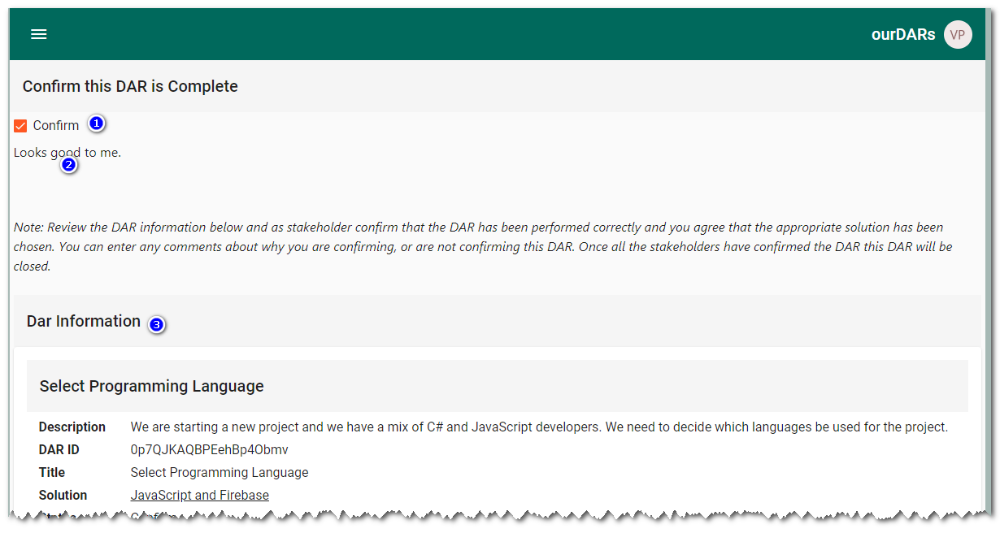 ourDARs VP
Confirm this DAR is Complete
Confirm 1
Looks good to me.
2
Note: Review the DAR information below and as stakeholder confirm that the DAR has been performed correctly and you agree that the appropriate solution has been
chosen. You can enter any comments about why you are confirming, or are not confirming this DAR. Once all the stakeholders have confirmed the DAR this DAR will be
closed.
Dar Information 3
Select Programming Language
Description We are starting a new project and we have a mix of C# and JavaScript developers. We need to decide which languages be used for the project.
DAR ID 0p7QJKAQBPEehBp4Obmv
Title Select Programming Language
Solution JavaScript and Firebase
Status Confirm